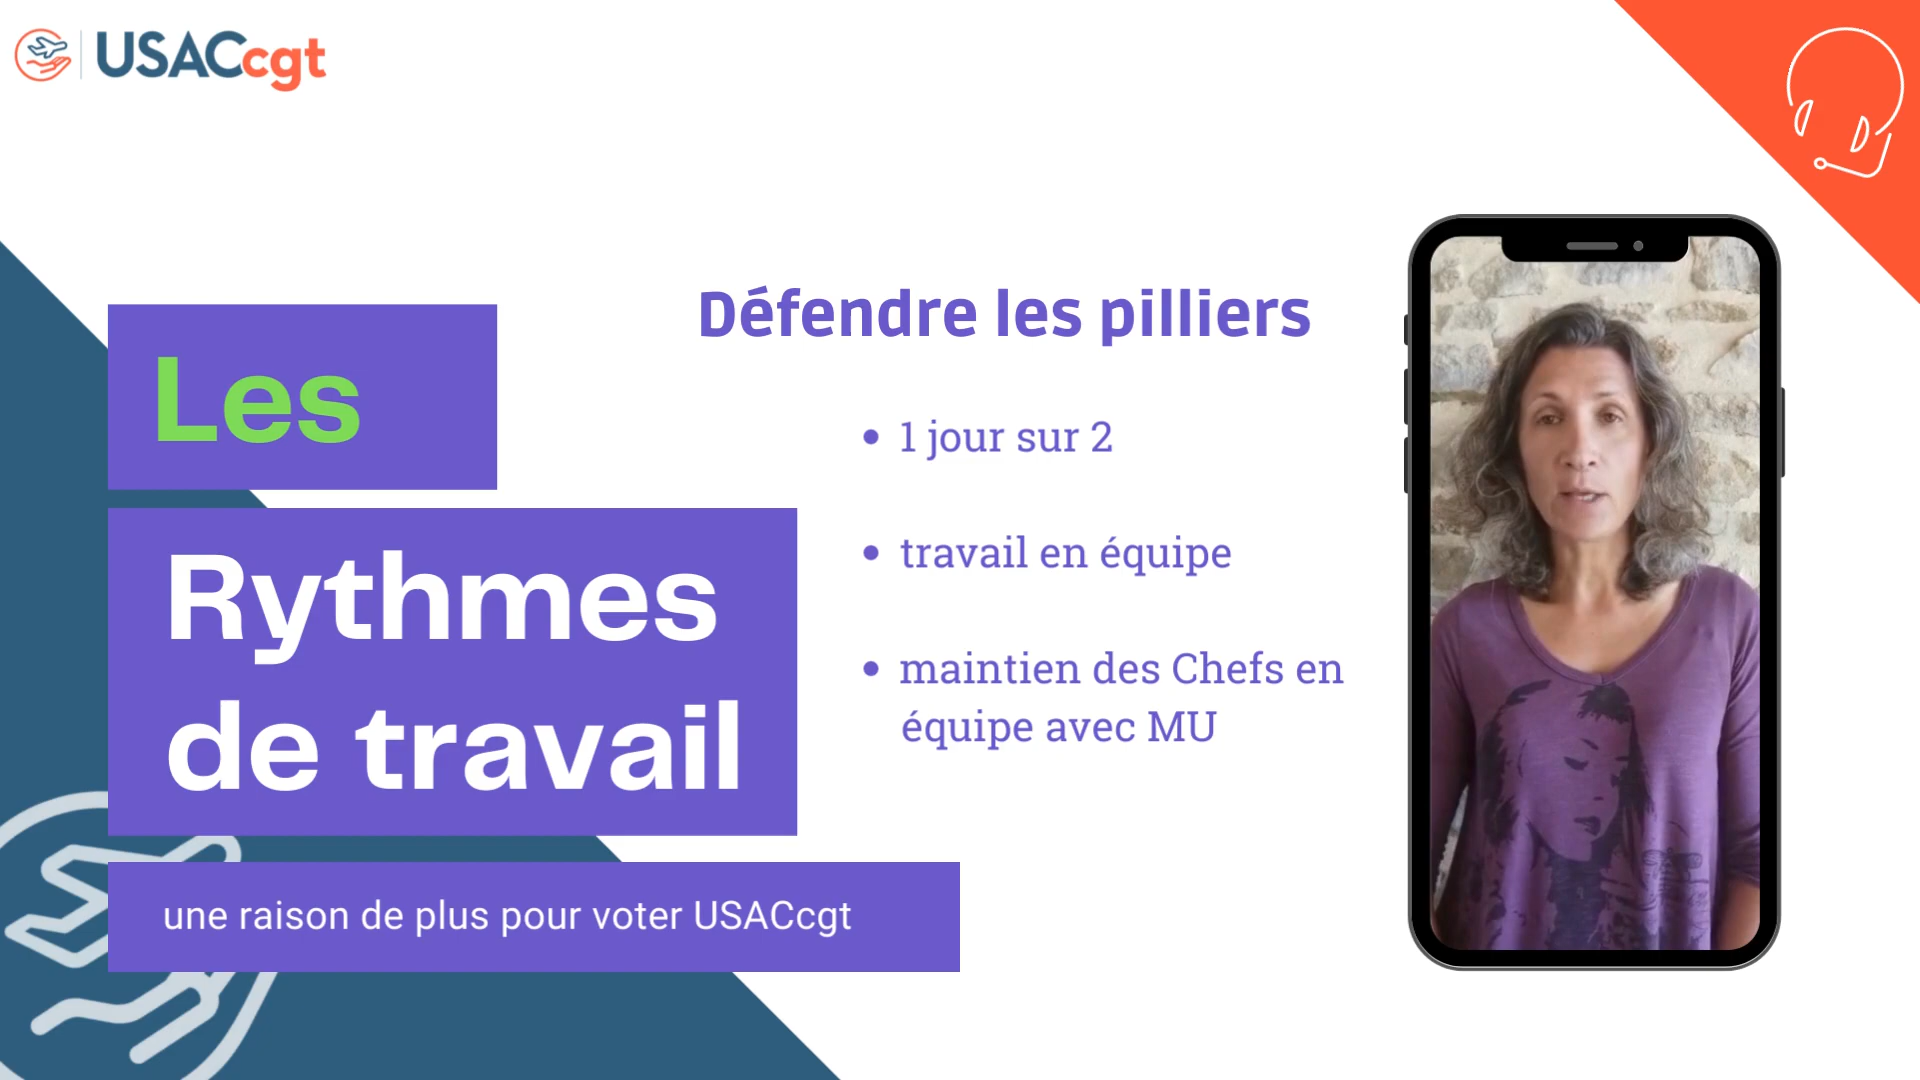 USACcgt
Les
Rythmes
de travail
une raison de plus pour voter USACcgt
Défendre les pilliers
• 1 jour sur 2
• travail en équipe
• maintien des Chefs en
équipe avec MU